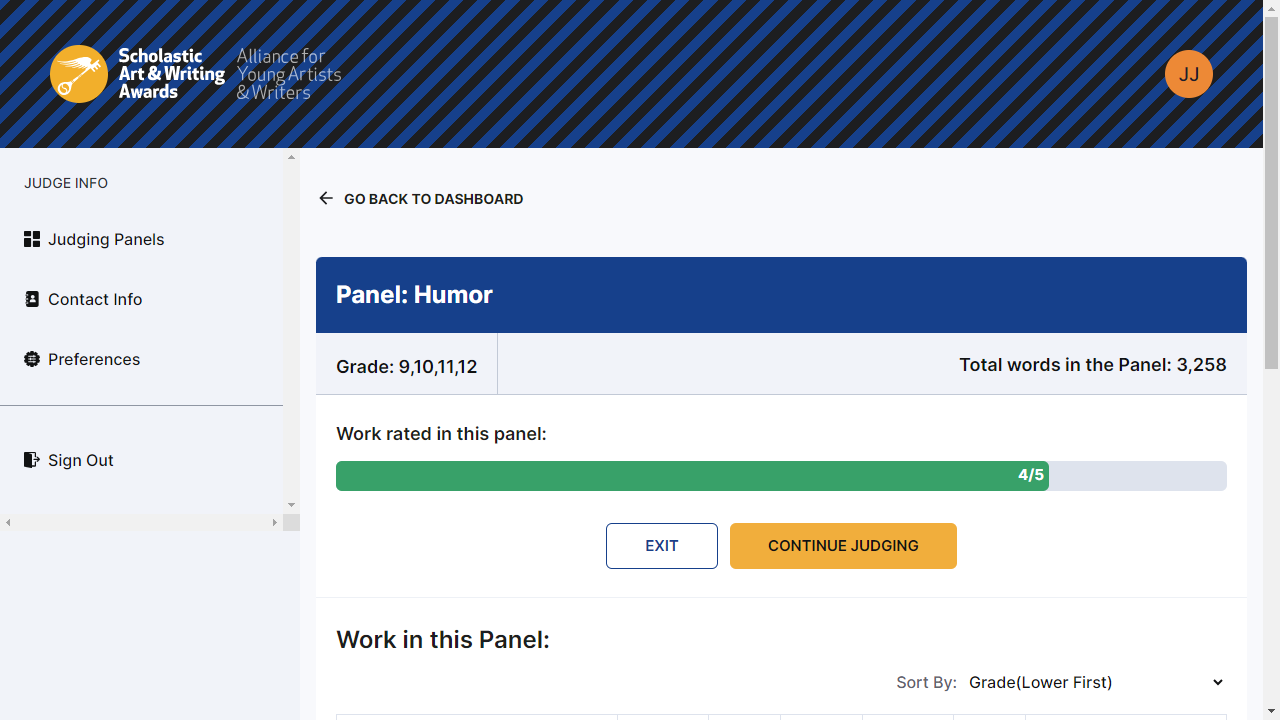 Scholastic
Art & Writing
Awards
Alliance for
Young Artists
& Writers
JJ
JUDGE INFO
Judging Panels
Contact Info
Preferences
Sign Out
GO BACK TO DASHBOARD
Panel: Humor
Grade: 9,10,11,12
Total words in the Panel: 3,258
Work rated in this panel:
4/5
EXIT
CONTINUE JUDGING
Work in this Panel:
Sort By: Grade(Lower First)